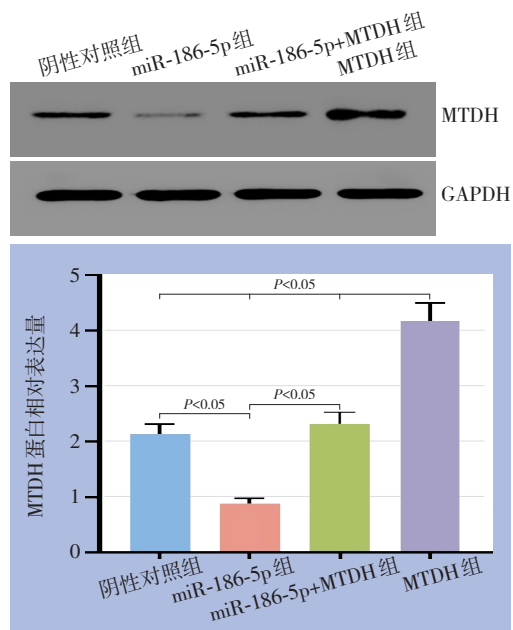 阴性对照组
miR-186-5p组
miR-186-5p+MTDH组
MTDH组
MTDH
GAPDH
5
4
3
2
1
0
MTDH蛋白相对表达量
P<0.05
P<0.05
P<0.05
阴性对照组
miR-186-5p组
miR-186-5p+MTDH组
MTDH组